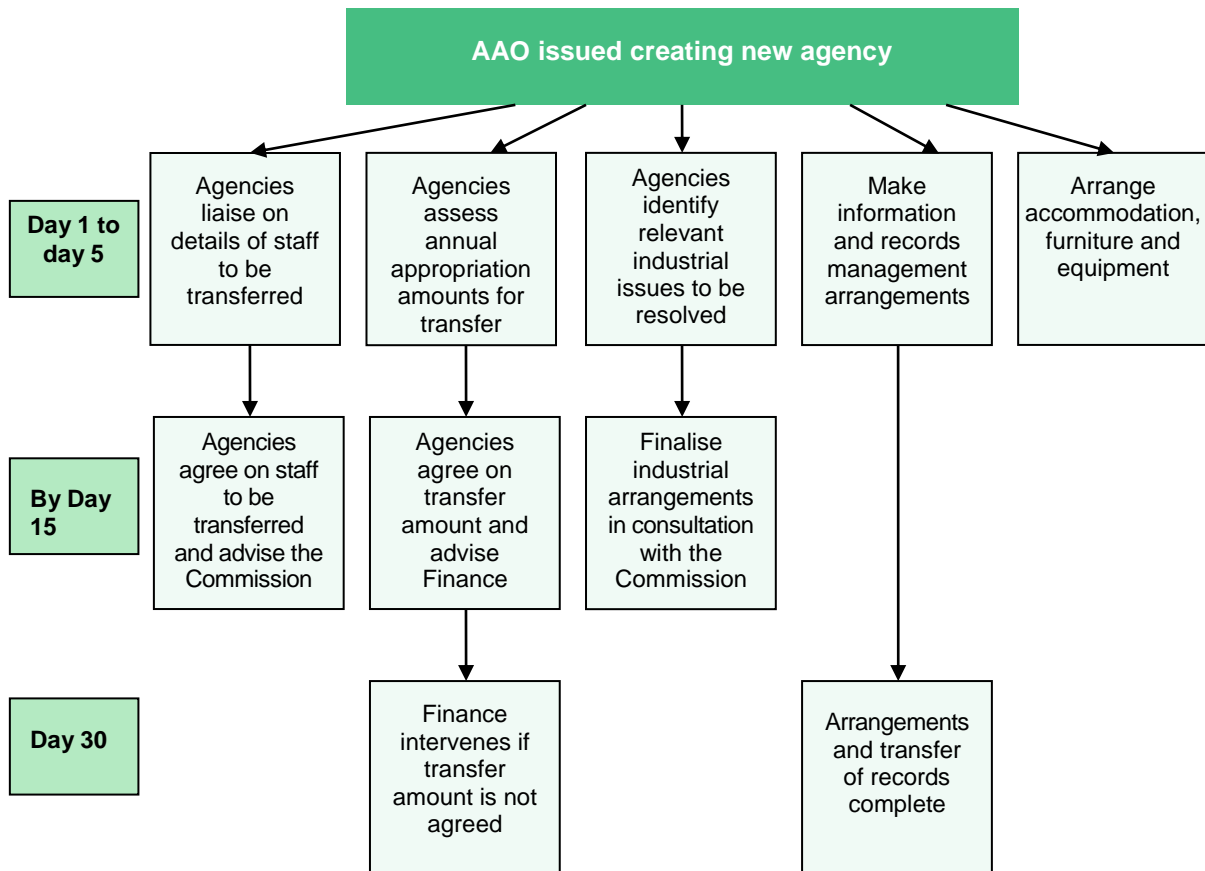 AAO issued creating new agency
Day 1 to
day 5
Agencies
liaise on
details of staff
to be
transferred
Agencies
assess
annual
appropriation
amounts for
transfer
Agencies
identify
relevant
industrial
issues to be
resolved
Make
information
and records
management
arrangements
Arrange
accommodation,
furniture and
equipment
By Day
15
Agencies
agree on staff
to be
transferred
and advise the
Commission
Agencies
agree on
transfer
amount and
advise
Finance
Finalise
industrial
arrangements
in consultation
with the
Commission
Day 30
Finance
intervenes if
transfer
amount is not
agreed
Arrangements
and transfer
of records
complete